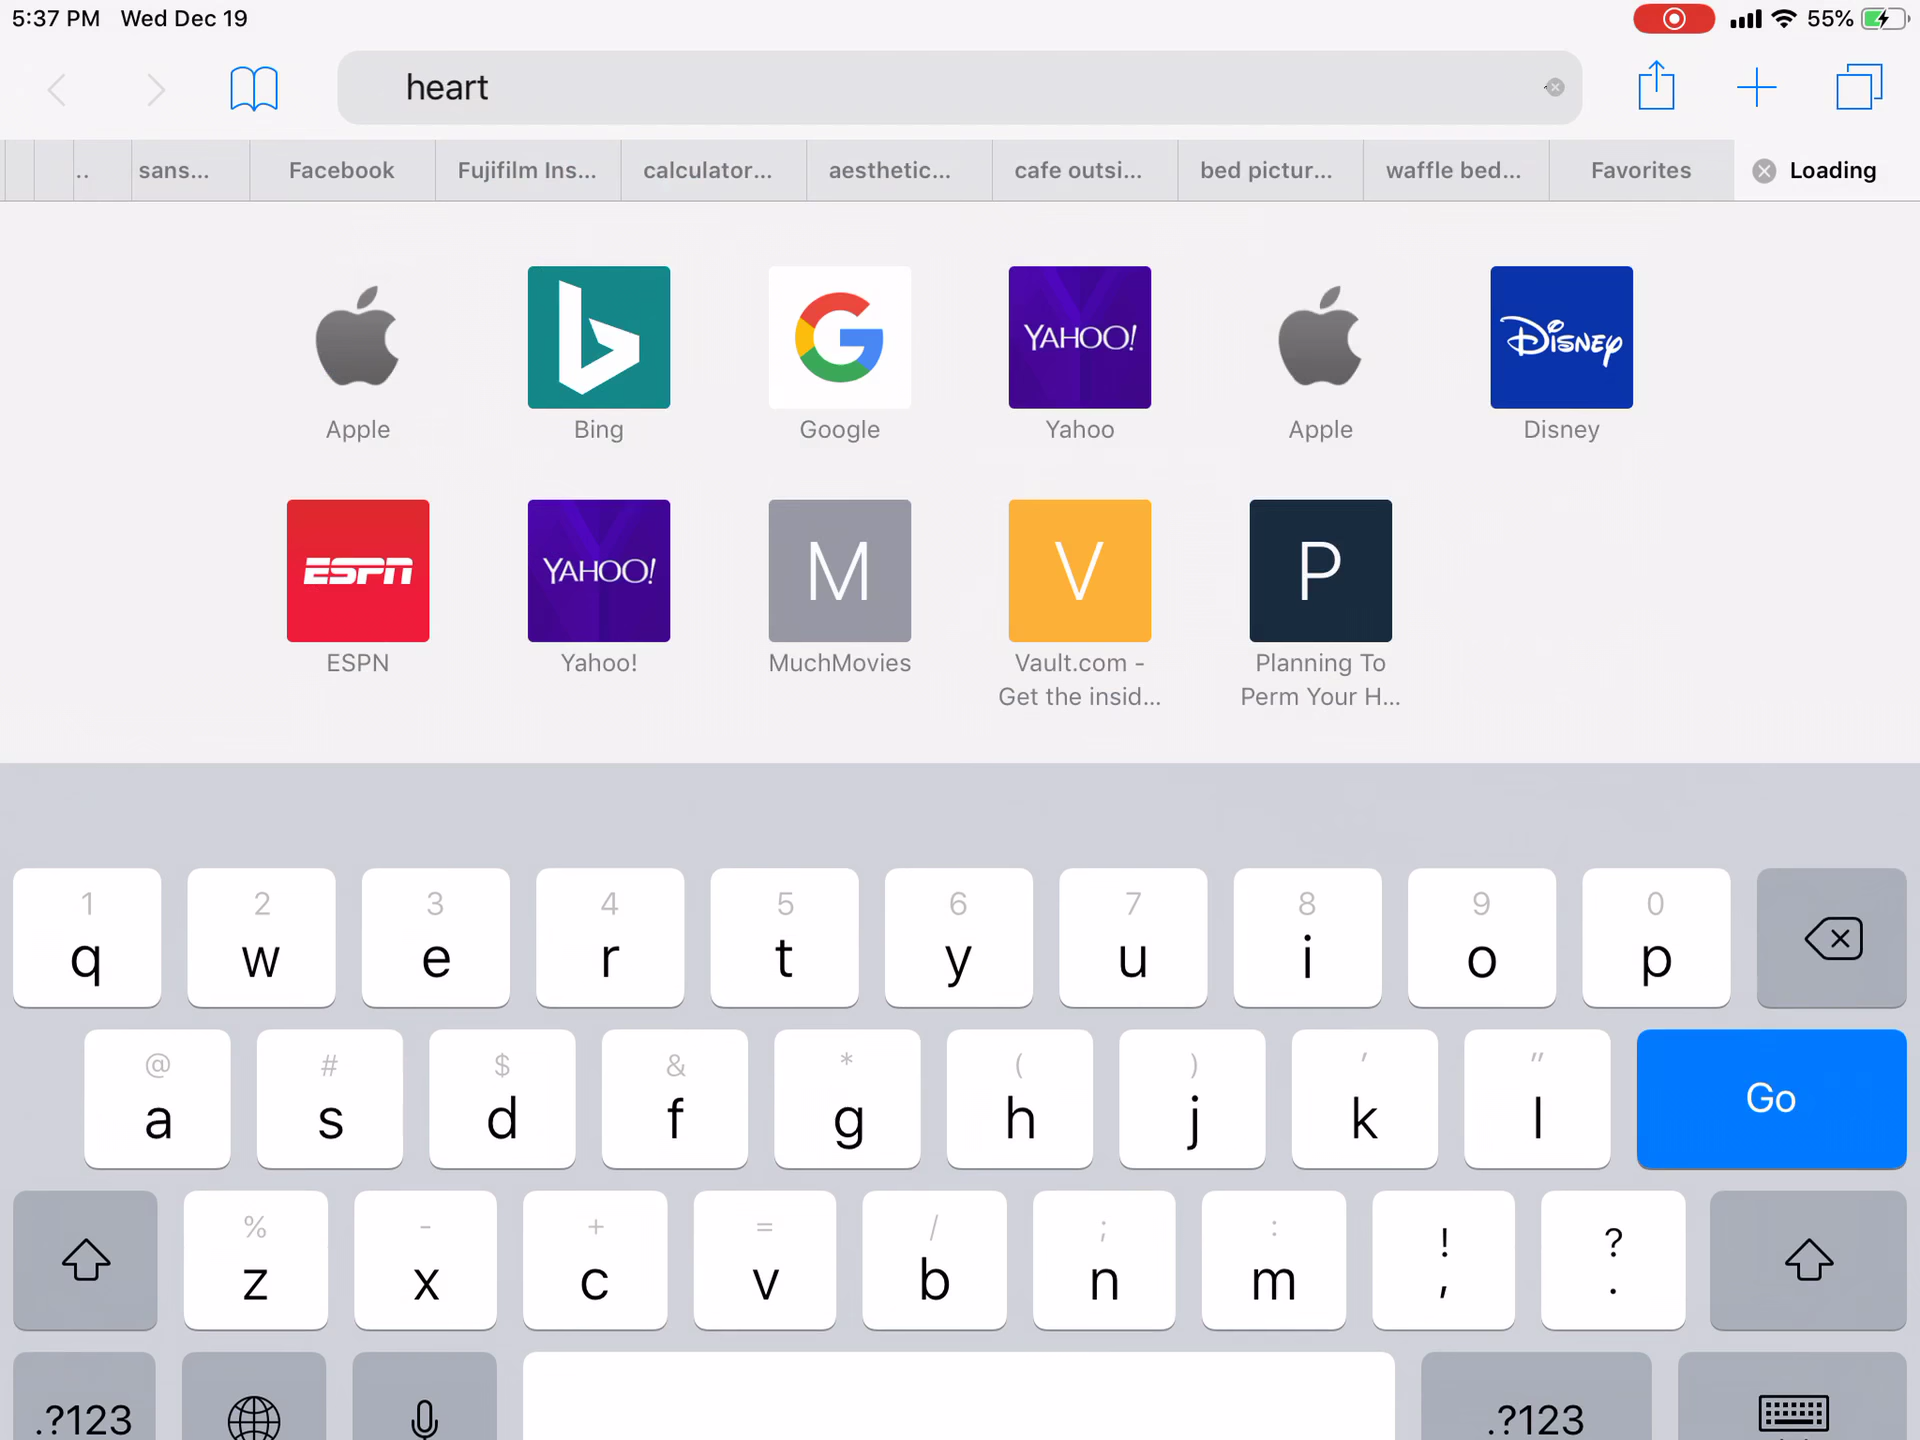 5:37 PM Wed Dec 19 55%
heart
.. sans... Facebook Fujifilm Ins... calculator... aesthetic... cafe outsi... bed pictur... waffle bed... Favorites Loading
YAHOO! Disney
Apple Bing Google Yahoo Apple Disney
ESPN YAHOO! M V P
ESPN Yahoo! MuchMovies Vault.com - Planning To
Get the insid... Perm Your H...
1 2 3 4 5 6 7 8 9 0
q w e r t y u i o p
@ # $ & * ( ) ' "
a s d f g h j k l Go
% - + = / ; : ! ?
z x c v b n m , .
.?123 .?123